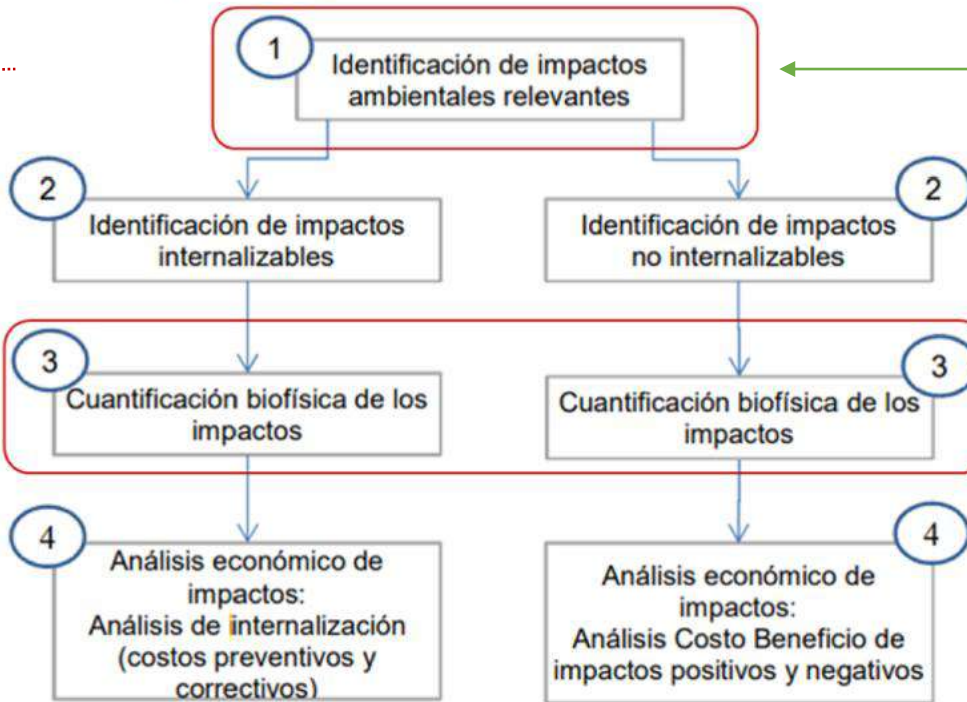 ...
1
Identificación de impactos
ambientales relevantes
2
Identificación de impactos
internalizables
2
Identificación de impactos
no internalizables
3
Cuantificación biofísica de los
impactos
3
Cuantificación biofísica de los
impactos
4
Análisis económico de
impactos:
Análisis de internalización
(costos preventivos y
correctivos)
4
Análisis económico de
impactos:
Análisis Costo Beneficio de
impactos positivos y negativos